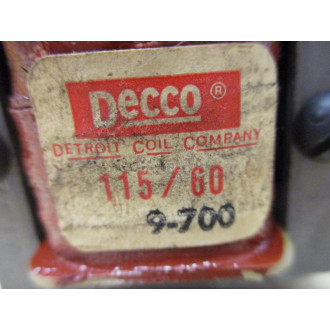 Decco®
DETROIT COIL COMPANY
115/60
9-700